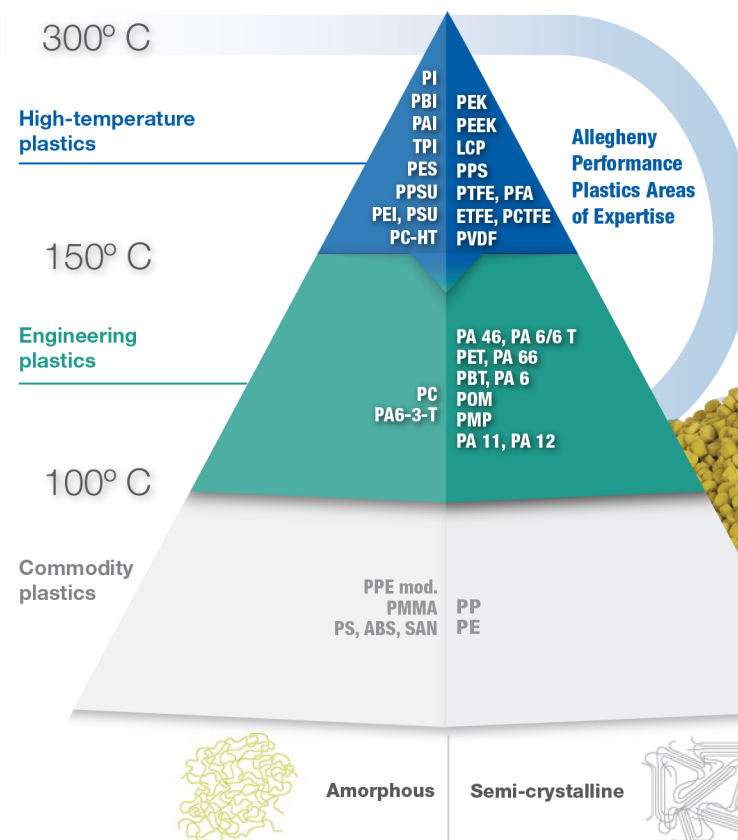 300º C
High-temperature
plastics
PI
PBI
PAI
TPI
PES
PPSU
PEI, PSU
PC-HT
PEK
PEEK
LCP
PPS
PTFE, PFA
ETFE, PCTFE
PVDF
Allegheny
Performance
Plastics Areas
of Expertise
150º C
Engineering
plastics
PC
PA6-3-T
PA 46, PA 6/6 T
PET, PA 66
PBT, PA 6
POM
PMP
PA 11, PA 12
100º C
Commodity
plastics
PPE mod.
PMMA
PS, ABS, SAN
PP
PE
Amorphous
Semi-crystalline